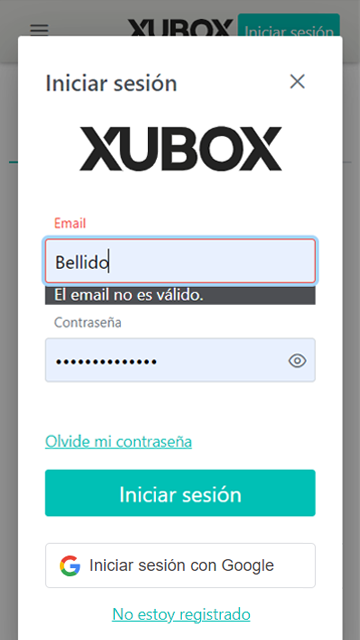 XUBOX
Iniciar sesión
Iniciar sesión
XUBOX
Email
Bellido
El email no es válido.
Contraseña
Olvide mi contraseña
Iniciar sesión
Iniciar sesión con Google
No estoy registrado